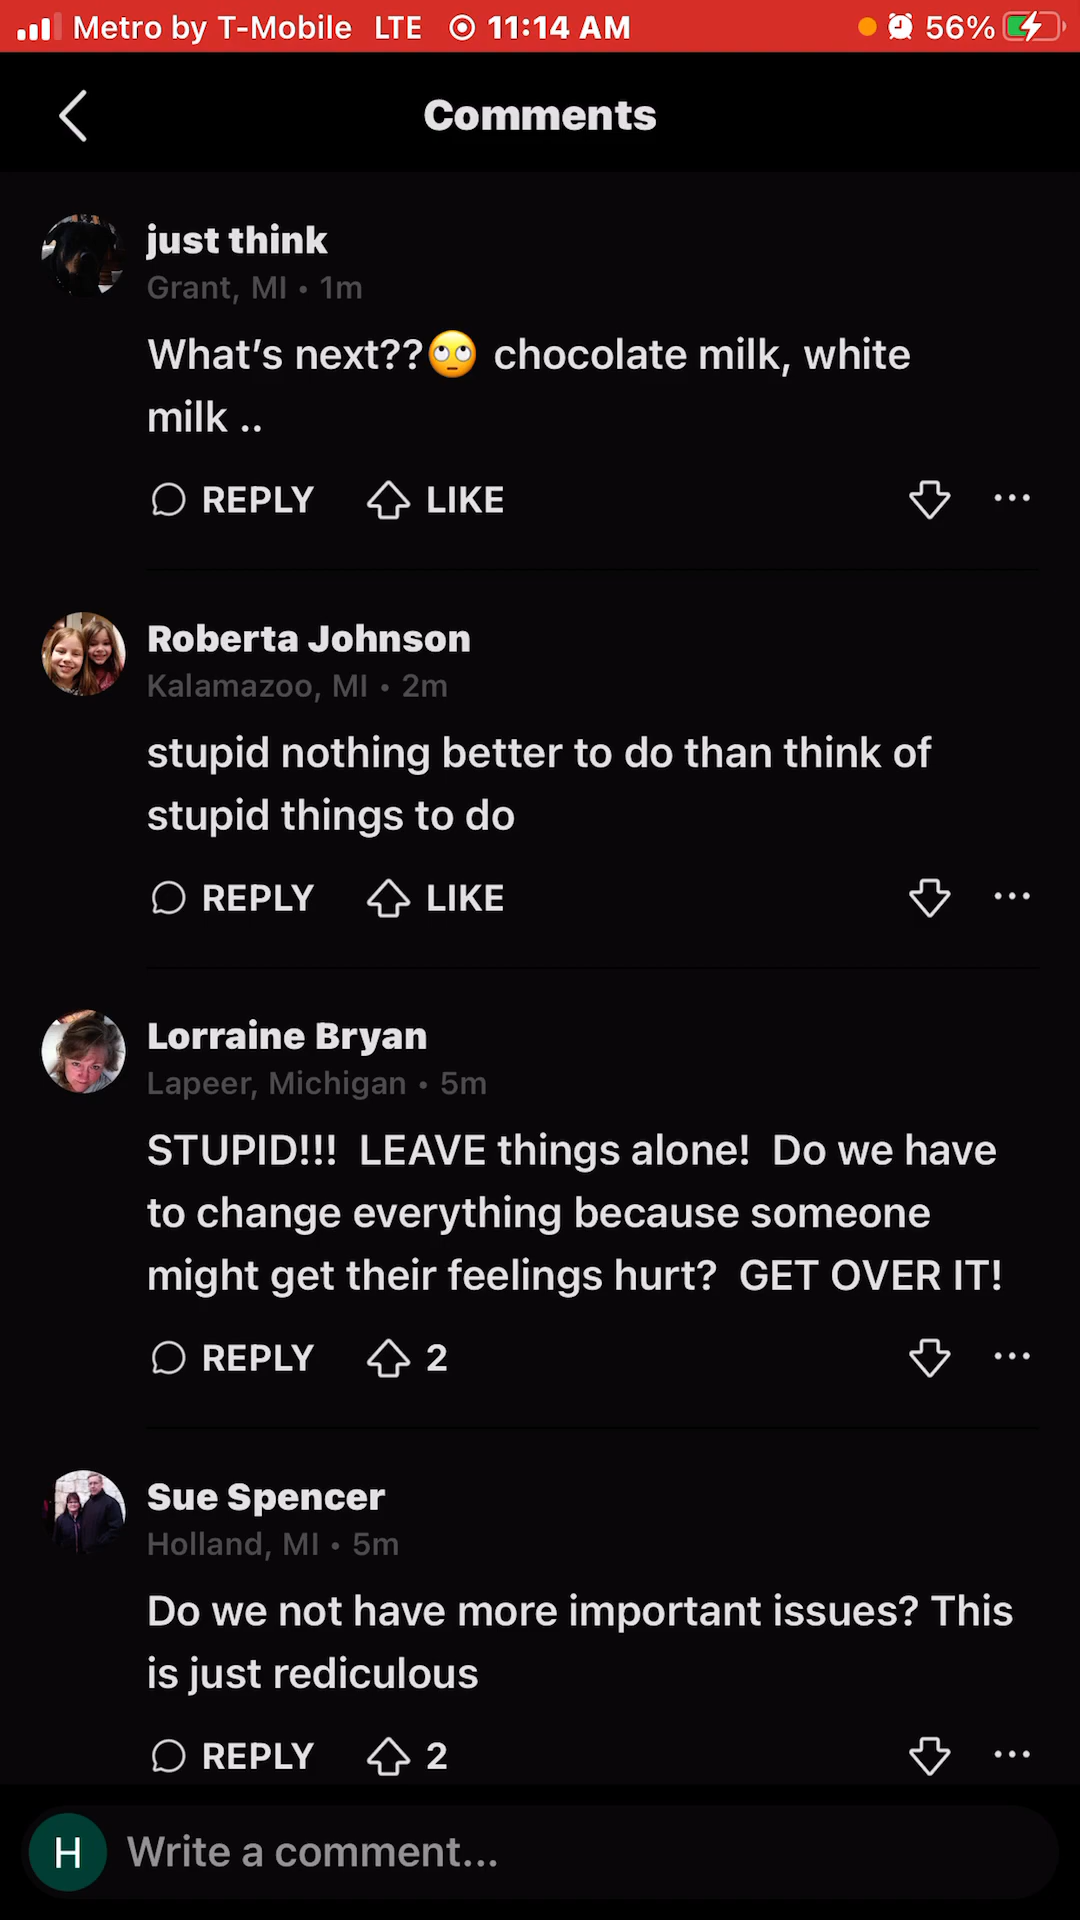 Metro by T-Mobile LTE 11:14 AM 56%
Comments
just think
Grant, MI • 1m
What's next??🙄 chocolate milk, white
milk ..
REPLY LIKE
Roberta Johnson
Kalamazoo, MI • 2m
stupid nothing better to do than think of
stupid things to do
REPLY LIKE
Lorraine Bryan
Lapeer, Michigan • 5m
STUPID!!!  LEAVE things alone!  Do we have
to change everything because someone
might get their feelings hurt?  GET OVER IT!
REPLY 2
Sue Spencer
Holland, MI • 5m
Do we not have more important issues? This
is just rediculous
REPLY 2
H Write a comment...